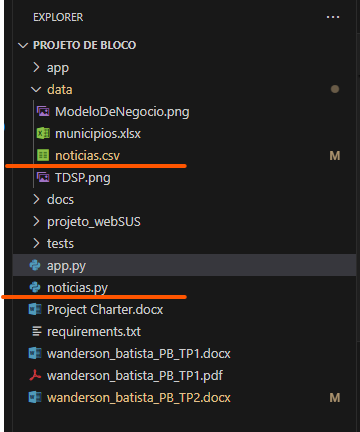 EXPLORER ...
PROJETO DE BLOCO
app
data
ModeloDeNegocio.png
municipios.xlsx
noticias.csv M
TDSP.png
docs
projeto_webSUS
tests
app.py
noticias.py
Project Charter.docx
requirements.txt
wanderson_batista_PB_TP1.docx
wanderson_batista_PB_TP1.pdf
wanderson_batista_PB_TP2.docx M